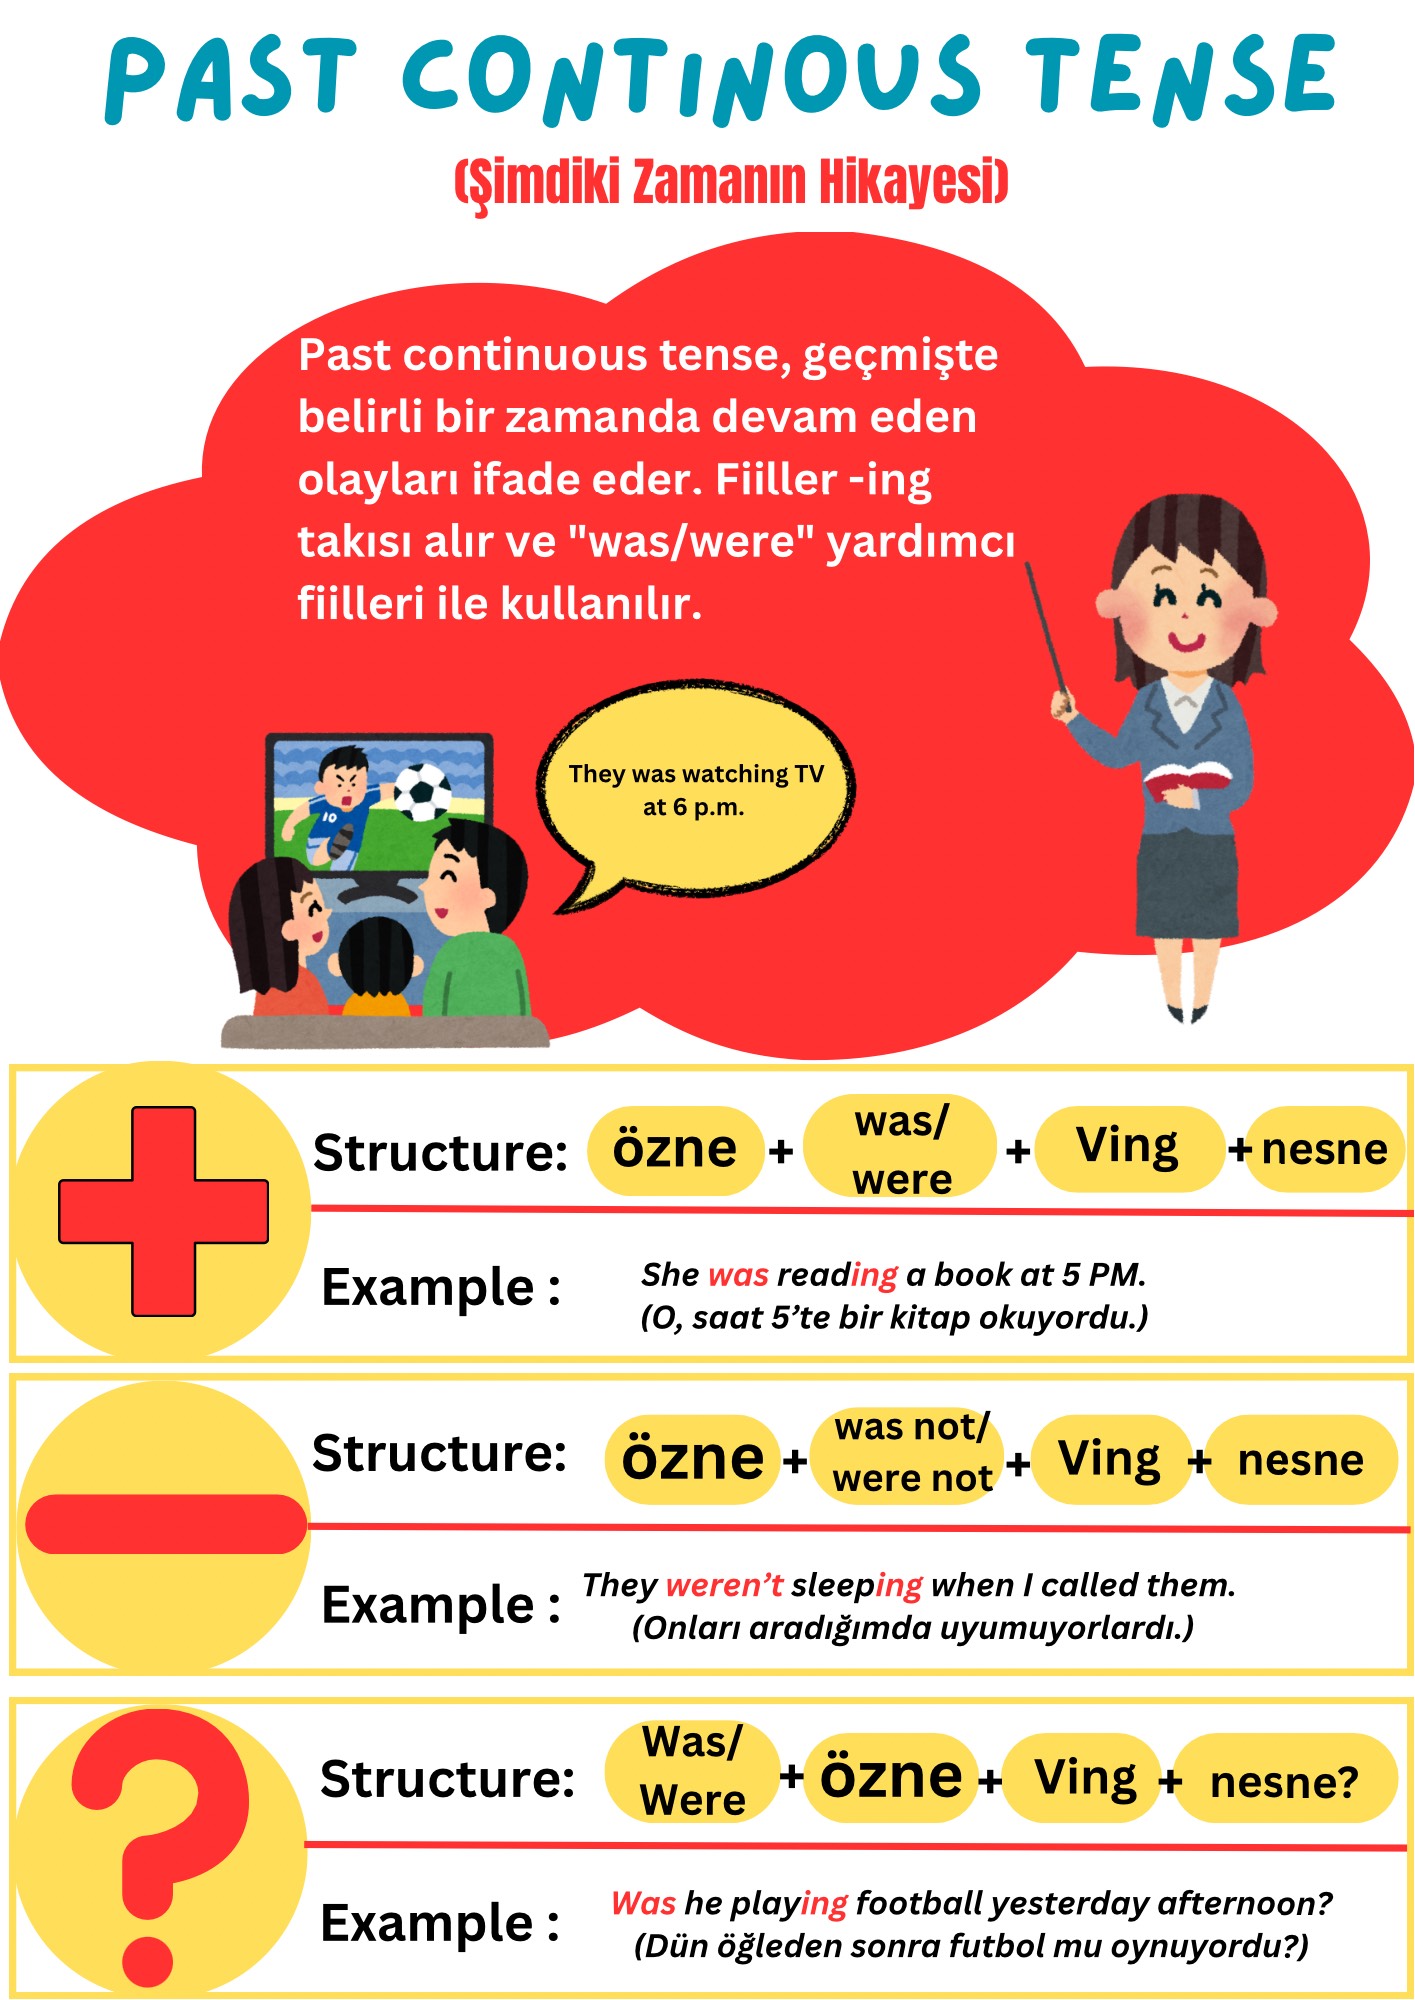 PAST CONTINOUS TENSE
(Şimdiki Zamanın Hikayesi)
Past continuous tense, geçmişte
belirli bir zamanda devam eden
olayları ifade eder. Fiiller -ing
takısı alır ve "was/were" yardımcı
fiilleri ile kullanılır.
10
They was watching TV
at 6 p.m.
Structure: özne + was/ were + Ving + nesne
Example :
She was reading a book at 5 PM.
(O, saat 5’te bir kitap okuyordu.)
Structure: özne + was not/ were not + Ving + nesne
Example :
They weren’t sleeping when I called them.
(Onları aradığımda uyumuyorlardı.)
Structure: Was/ Were + özne + Ving + nesne?
Example :
Was he playing football yesterday afternoon?
(Dün öğleden sonra futbol mu oynuyordu?)